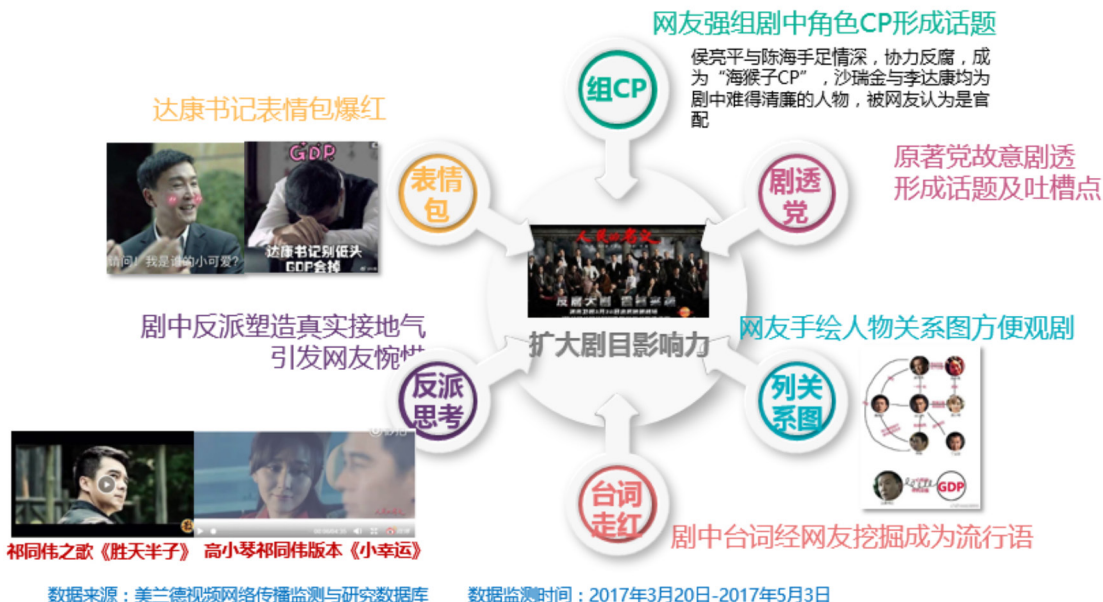 网友强组剧中角色CP形成话题
侯亮平与陈海手足情深，协力反腐，成
为“海猴子CP”，沙瑞金与李达康均为
剧中难得清廉的人物，被网友认为是官
配
组CP
达康书记表情包爆红
GDP
请问！我是谁的小可爱？
达康书记别低头
GDP会掉
表情
包
剧透
党
原著党故意剧透
形成话题及吐槽点
人民的名义
扩大剧目影响力
剧中反派塑造真实接地气
引发网友惋惜
反派
思考
网友手绘人物关系图方便观剧
列关
系图
GDP
台词
走红
剧中台词经网友挖掘成为流行语
祁同伟之歌《胜天半子》 高小琴祁同伟版本《小幸运》
数据来源：美兰德视频网络传播监测与研究数据库 数据监测时间：2017年3月20日-2017年5月3日